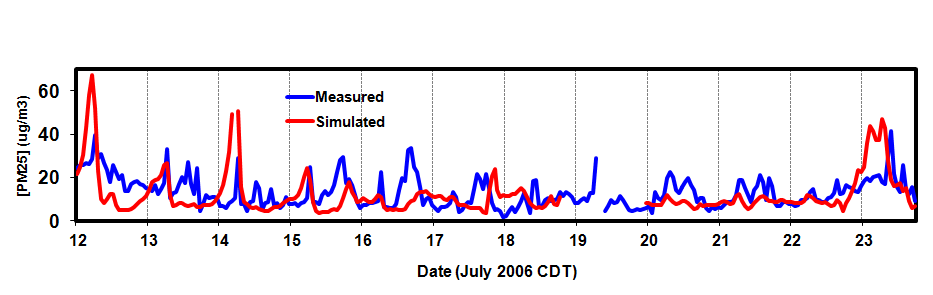 [PM25] (ug/m3)
60
40
20
0
Measured
Simulated
12 13 14 15 16 17 18 19 20 21 22 23
Date (July 2006 CDT)